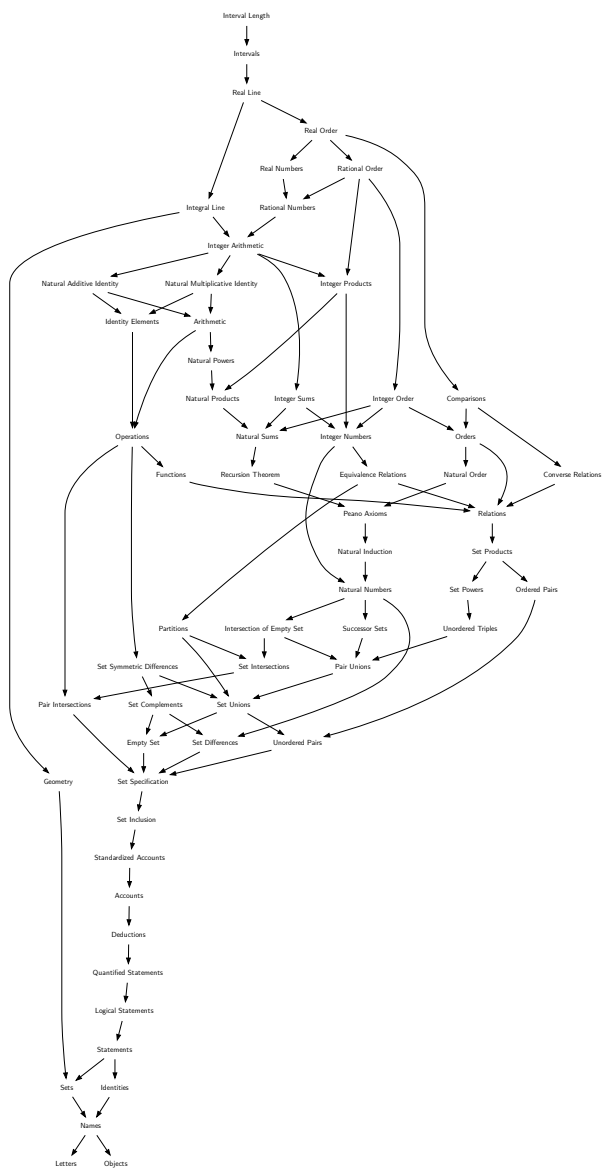 Interval Length
Intervals
Real Line
Real Order
Real Numbers
Rational Order
Integral Line
Rational Numbers
Integer Arithmetic
Natural Additive Identity
Natural Multiplicative Identity
Integer Products
Identity Elements
Arithmetic
Natural Powers
Natural Products
Integer Sums
Integer Order
Comparisons
Operations
Natural Sums
Integer Numbers
Orders
Functions
Recursion Theorem
Equivalence Relations
Natural Order
Converse Relations
Peano Axioms
Relations
Natural Induction
Set Products
Natural Numbers
Set Powers
Ordered Pairs
Partitions
Intersection of Empty Set
Successor Sets
Unordered Triples
Set Symmetric Differences
Set Intersections
Pair Unions
Pair Intersections
Set Complements
Set Unions
Empty Set
Set Differences
Unordered Pairs
Geometry
Set Specification
Set Inclusion
Standardized Accounts
Accounts
Deductions
Quantified Statements
Logical Statements
Statements
Sets
Identities
Names
Letters
Objects